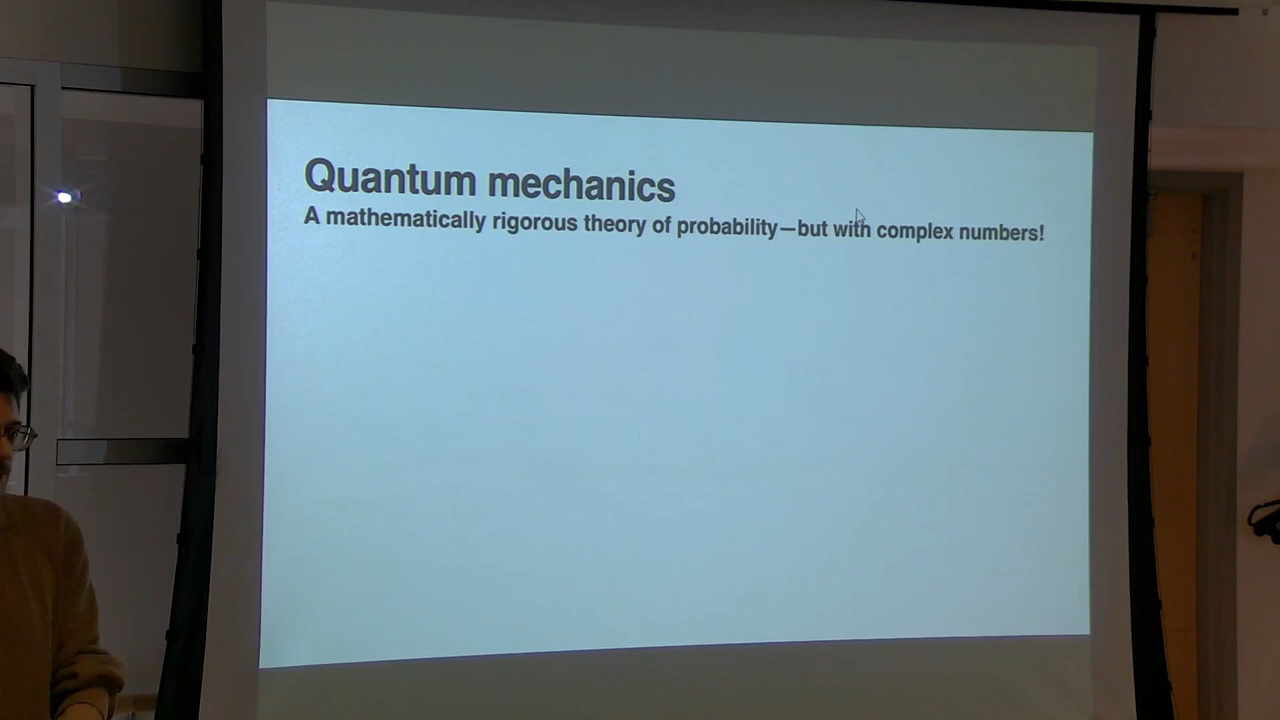 Quantum mechanics
A mathematically rigorous theory of probability—but with complex numbers!